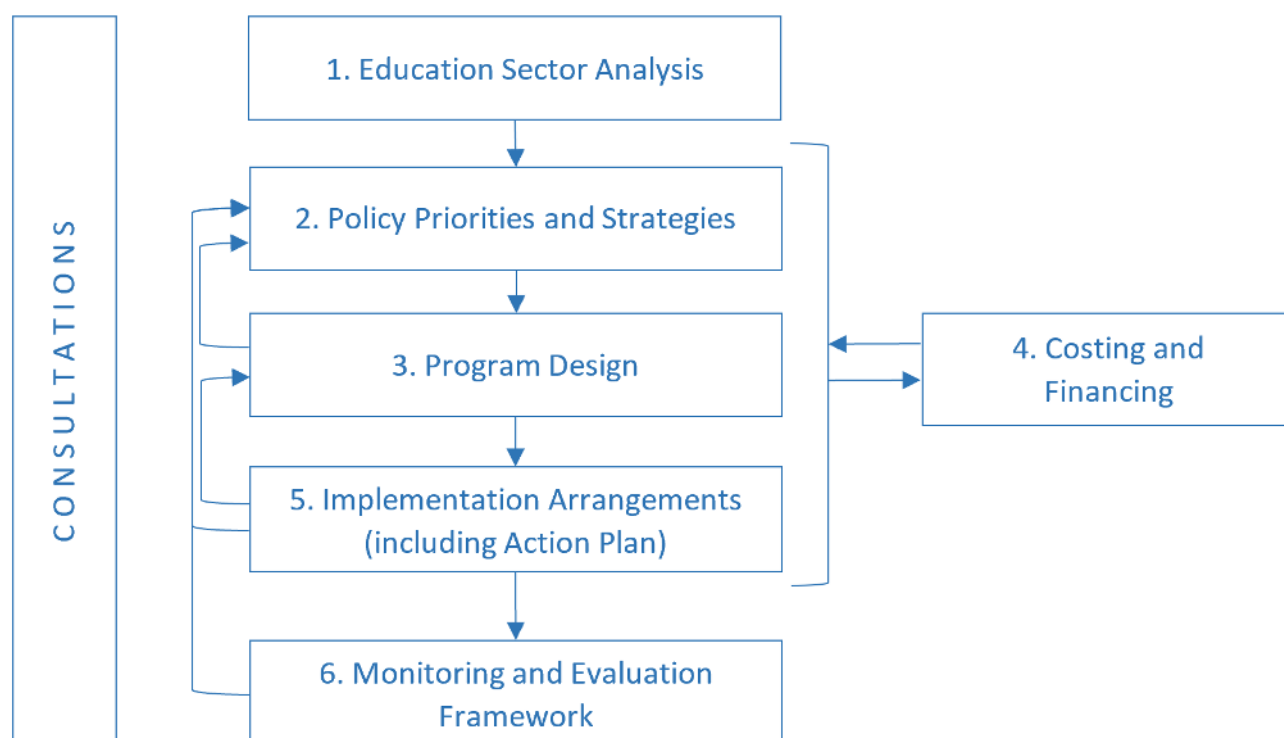 CONSULTATIONS
1. Education Sector Analysis
2. Policy Priorities and Strategies
3. Program Design
4. Costing and
Financing
5. Implementation Arrangements
(including Action Plan)
6. Monitoring and Evaluation
Framework